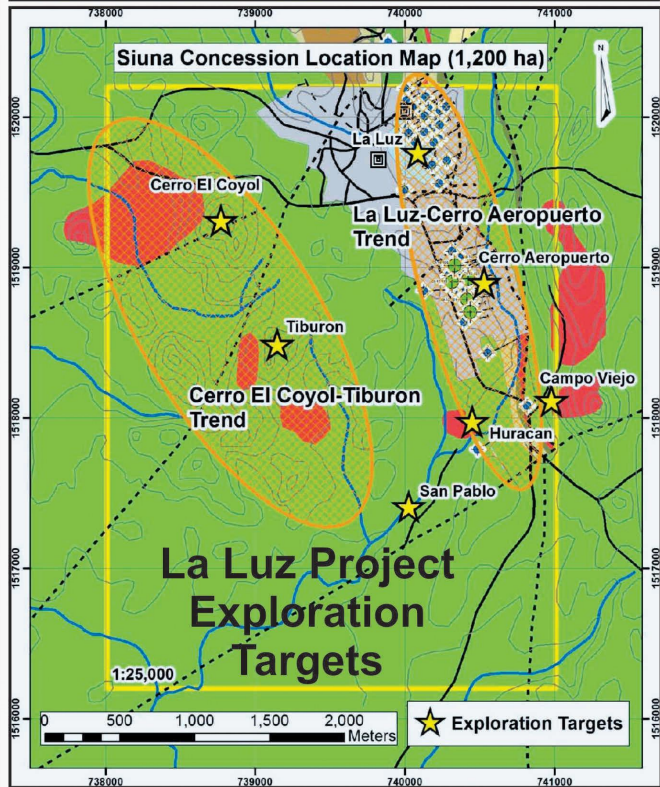 738000 739000 740000 741000
Siuna Concession Location Map (1,200 ha)
N
1520000
1520000
La Luz
Cerro El Coyol
La Luz-Cerro Aeropuerto
Trend
1519000
1519000
Cerro Aeropuerto
Tiburon
Cerro El Coyol-Tiburon
Trend
Campo Viejo
1518000
1518000
Huracan
San Pablo
1517000
1517000
La Luz Project
Exploration
Targets
1:25,000
1516000
1516000
0 500 1,000 1,500 2,000
Meters
Exploration Targets
738000 739000 740000 741000